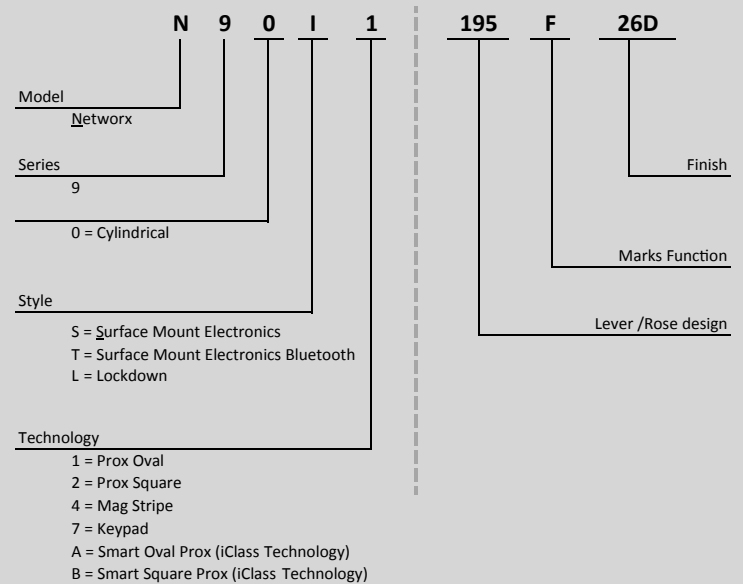 N 9 0 I 1 195 F 26D
Model
Networx
Series
9
Finish
0 = Cylindrical
Marks Function
Style
S = Surface Mount Electronics
T = Surface Mount Electronics Bluetooth
L = Lockdown
Lever /Rose design
Technology
1 = Prox Oval
2 = Prox Square
4 = Mag Stripe
7 = Keypad
A = Smart Oval Prox (iClass Technology)
B = Smart Square Prox (iClass Technology)